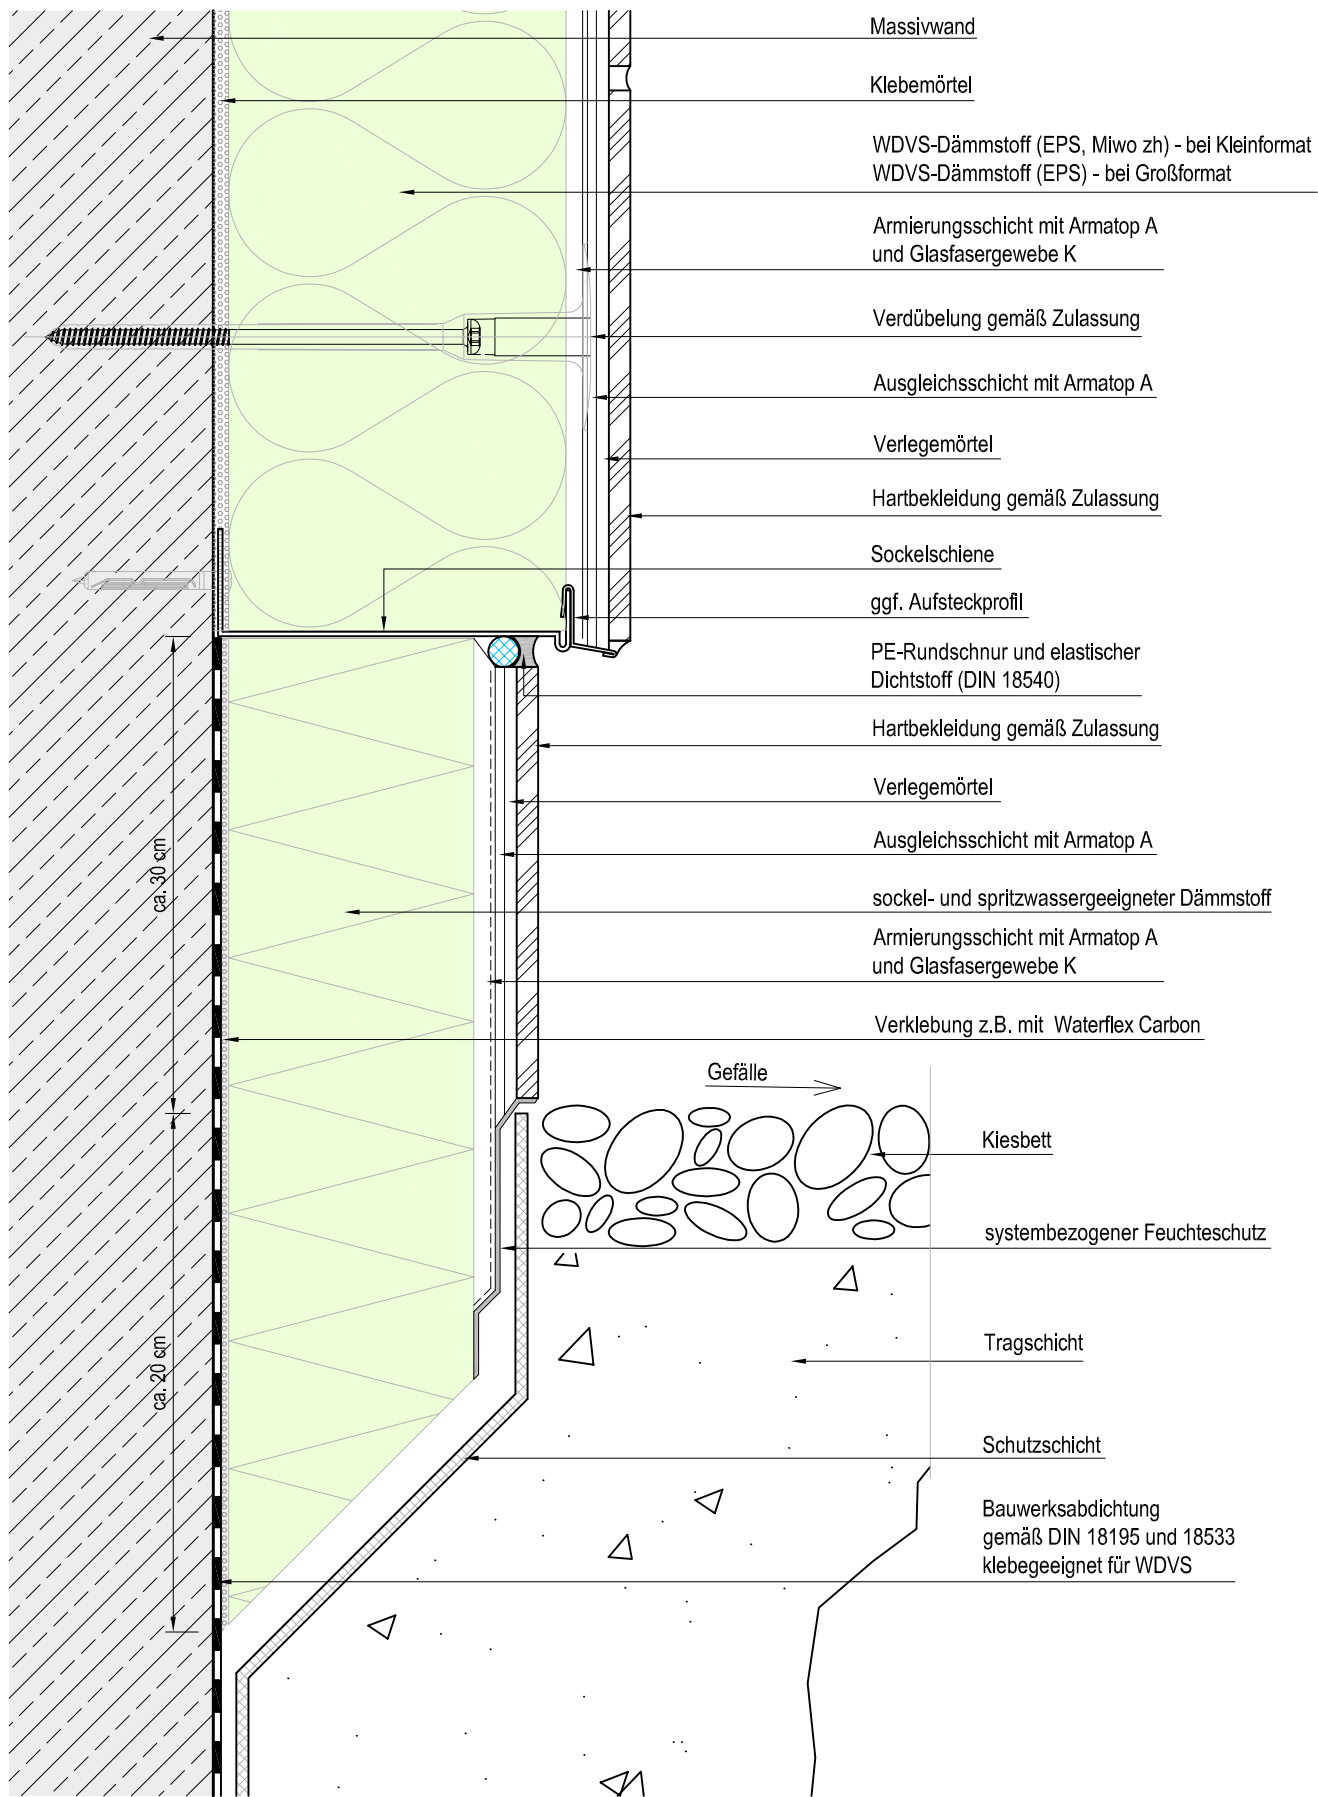 Massivwand
Klebemörtel
WDVS-Dämmstoff (EPS, Miwo zh) - bei Kleinformat
WDVS-Dämmstoff (EPS) - bei Großformat
Armierungsschicht mit Armatop A
und Glasfasergewebe K
Verdübelung gemäß Zulassung
Ausgleichsschicht mit Armatop A
Verlegemörtel
Hartbekleidung gemäß Zulassung
Sockelschiene
ggf. Aufsteckprofil
PE-Rundschnur und elastischer
Dichtstoff (DIN 18540)
Hartbekleidung gemäß Zulassung
Verlegemörtel
Ausgleichsschicht mit Armatop A
ca. 30 cm
sockel- und spritzwassergeeigneter Dämmstoff
Armierungsschicht mit Armatop A
und Glasfasergewebe K
Verklebung z.B. mit Waterflex Carbon
Gefälle
Kiesbett
systembezogener Feuchteschutz
Tragschicht
ca. 20 cm
Schutzschicht
Bauwerksabdichtung
gemäß DIN 18195 und 18533
klebegeeignet für WDVS